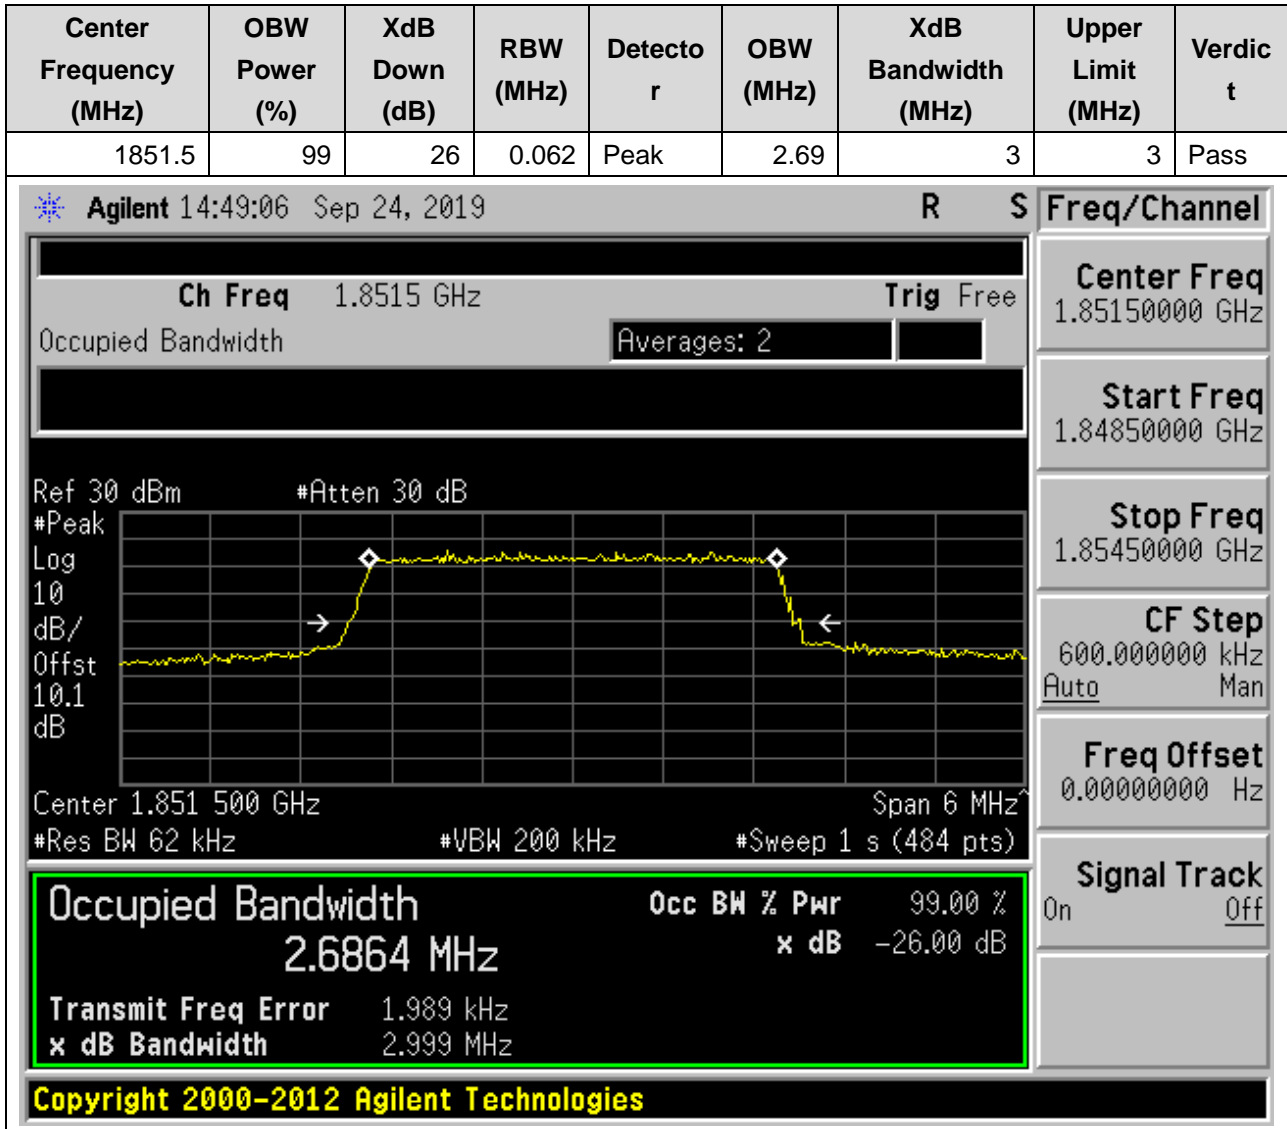 Center Frequency (MHz) OBW Power (%) XdB Down (dB) RBW (MHz) Detecto r OBW (MHz) XdB Bandwidth (MHz) Upper Limit (MHz) Verdic t
1851.5 99 26 0.062 Peak 2.69 3 3 Pass
Agilent 14:49:06 Sep 24, 2019 R S
Freq/Channel
Ch Freq 1.8515 GHz Trig Free
Occupied Bandwidth Averages: 2
Ref 30 dBm #Atten 30 dB
#Peak
Log
10
dB/
Offst
10.1
dB
Center 1.851 500 GHz Span 6 MHz^
#Res BW 62 kHz #VBW 200 kHz #Sweep 1 s (484 pts)
Occupied Bandwidth Occ BW % Pwr 99.00 %
2.6864 MHz x dB -26.00 dB
Transmit Freq Error 1.989 kHz
x dB Bandwidth 2.999 MHz
Copyright 2000-2012 Agilent Technologies
Center Freq
1.85150000 GHz
Start Freq
1.84850000 GHz
Stop Freq
1.85450000 GHz
CF Step
600.000000 kHz
Auto Man
Freq Offset
0.00000000 Hz
Signal Track
On Off